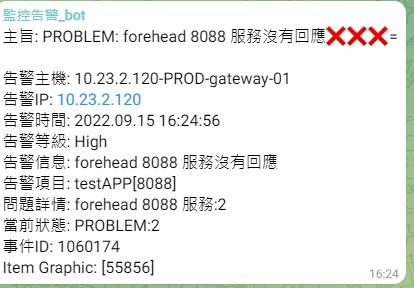 監控告警_bot
主旨: PROBLEM: forehead 8088 服務沒有回應❌❌❌=
告警主機: 10.23.2.120-PROD-gateway-01
告警IP: 10.23.2.120
告警時間: 2022.09.15 16:24:56
告警等級: High
告警信息: forehead 8088 服務沒有回應
告警項目: testAPP[8088]
問題詳情: forehead 8088 服務:2
當前狀態: PROBLEM:2
事件ID: 1060174
Item Graphic: [55856]
16:24